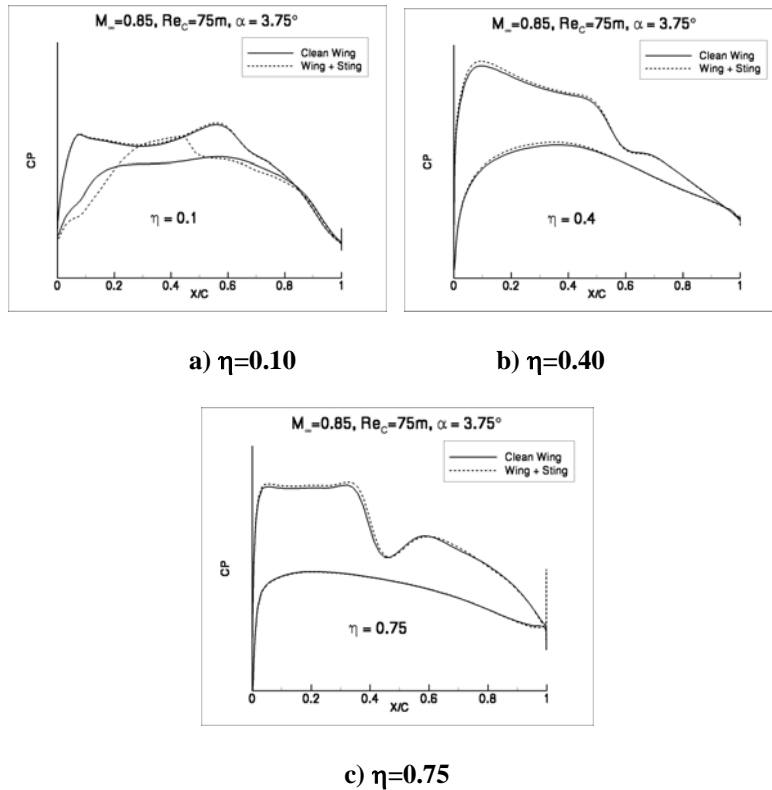 M∞=0.85, Re_C=75m, α = 3.75°
Clean Wing
Wing + Sting
CP
η = 0.1
0 0.2 0.4 0.6 0.8 1
X/C
a) η=0.10
M∞=0.85, Re_C=75m, α = 3.75°
Clean Wing
Wing + Sting
CP
η = 0.4
0 0.2 0.4 0.6 0.8 1
X/C
b) η=0.40
M∞=0.85, Re_C=75m, α = 3.75°
Clean Wing
Wing + Sting
CP
η = 0.75
0 0.2 0.4 0.6 0.8 1
X/C
c) η=0.75